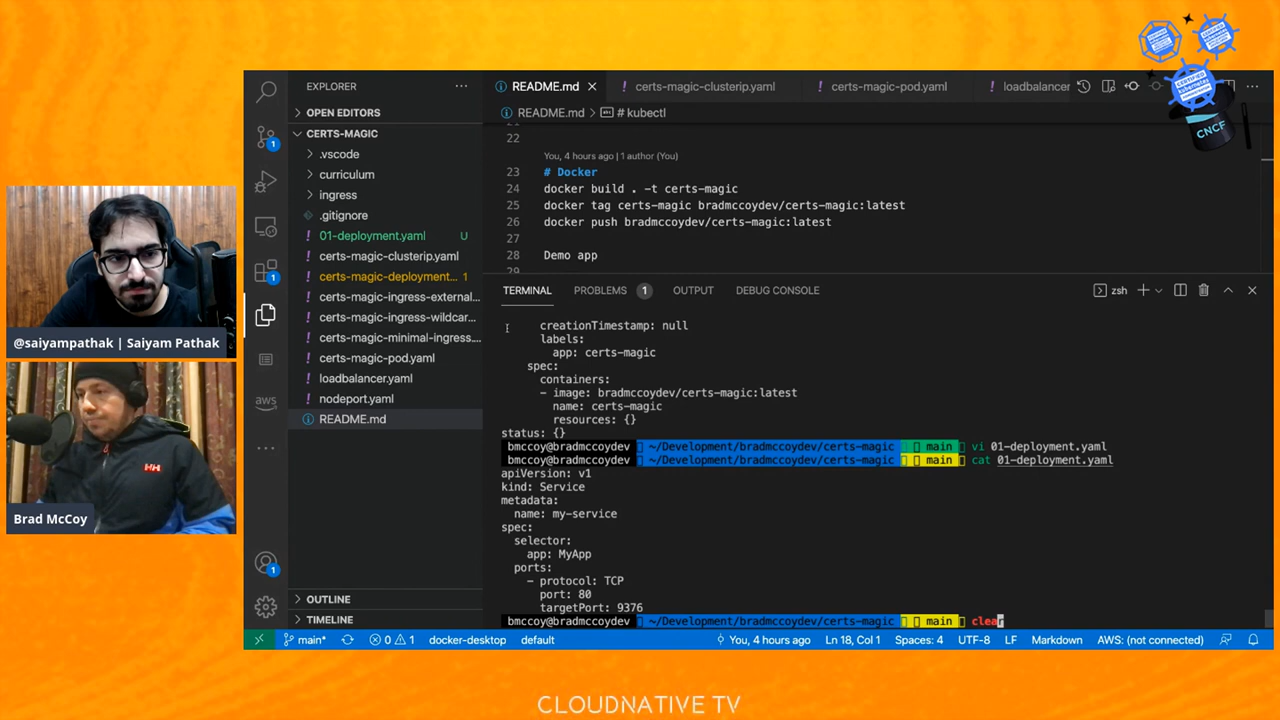 CNCF
@saiyampathak | Saiyam Pathak
HH
Brad McCoy
EXPLORER
OPEN EDITORS
CERTS-MAGIC
.vscode
curriculum
ingress
.gitignore
01-deployment.yaml U
certs-magic-clusterip.yaml
certs-magic-deployment... 1
certs-magic-ingress-external...
certs-magic-ingress-wildcar...
certs-magic-minimal-ingress....
certs-magic-pod.yaml
loadbalancer.yaml
nodeport.yaml
README.md
OUTLINE
TIMELINE
aws
1
1
1
README.md
certs-magic-clusterip.yaml
certs-magic-pod.yaml
loadbalancer
README.md > # kubectl
22
You, 4 hours ago | 1 author (You)
23 # Docker
24 docker build . -t certs-magic
25 docker tag certs-magic bradmccoydev/certs-magic:latest
26 docker push bradmccoydev/certs-magic:latest
27
28 Demo app
29
TERMINAL PROBLEMS 1 OUTPUT DEBUG CONSOLE zsh
creationTimestamp: null
labels:
app: certs-magic
spec:
containers:
- image: bradmccoydev/certs-magic:latest
name: certs-magic
resources: {}
status: {}
bmccoy@bradmccoydev ~/Development/bradmccoydev/certs-magic main vi 01-deployment.yaml
bmccoy@bradmccoydev ~/Development/bradmccoydev/certs-magic main cat 01-deployment.yaml
apiVersion: v1
kind: Service
metadata:
name: my-service
spec:
selector:
app: MyApp
ports:
- protocol: TCP
port: 80
targetPort: 9376
bmccoy@bradmccoydev ~/Development/bradmccoydev/certs-magic main clear
main* 0 1 docker-desktop default You, 4 hours ago Ln 18, Col 1 Spaces: 4 UTF-8 LF Markdown AWS: (not connected)
CLOUDNATIVE TV